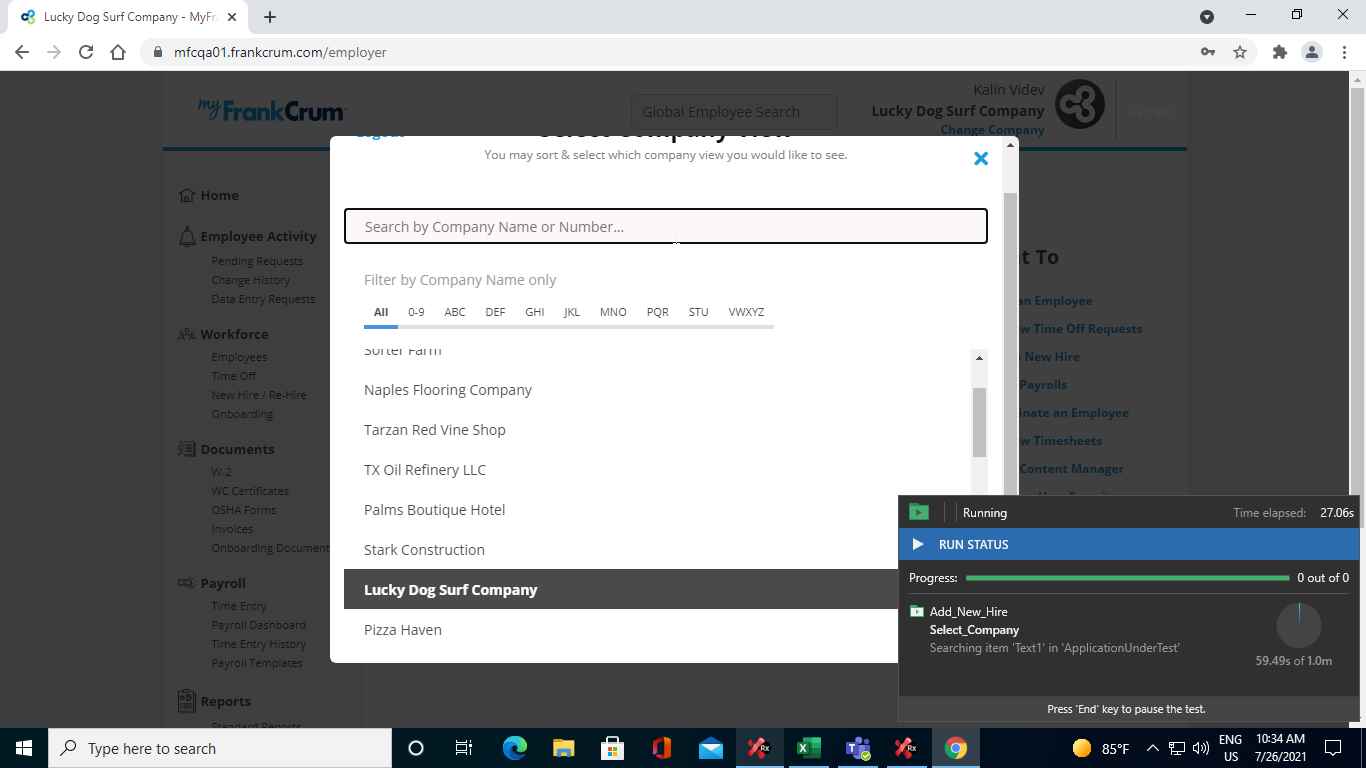 Lucky Dog Surf Company - MyFr
mfcqa01.frankcrum.com/employer
myFrankCrum
Global Employee Search
Kalin Videv
Lucky Dog Surf Company
Change Company
Logout
Select Company View
You may sort & select which company view you would like to see.
Search by Company Name or Number...
Filter by Company Name only
All 0-9 ABC DEF GHI JKL MNO PQR STU VWXYZ
Sorter Farm
Naples Flooring Company
Tarzan Red Vine Shop
TX Oil Refinery LLC
Palms Boutique Hotel
Stark Construction
Lucky Dog Surf Company
Pizza Haven
Home
Employee Activity
Pending Requests
Change History
Data Entry Requests
Workforce
Employees
Time Off
New Hire / Re-Hire
Onboarding
Documents
W-2
WC Certificates
OSHA Forms
Invoices
Onboarding Document
Payroll
Time Entry
Payroll Dashboard
Time Entry History
Payroll Templates
Reports
Standard Reports
t To
an Employee
w Time Off Requests
New Hire
Payrolls
inate an Employee
w Timesheets
Content Manager
Running
Time elapsed: 27.06s
RUN STATUS
Progress: 0 out of 0
Add_New_Hire
Select_Company
Searching item 'Text1' in 'ApplicationUnderTest'
59.49s of 1.0m
Press 'End' key to pause the test.
Type here to search
Rx
Rx
85°F
ENG
US
10:34 AM
7/26/2021